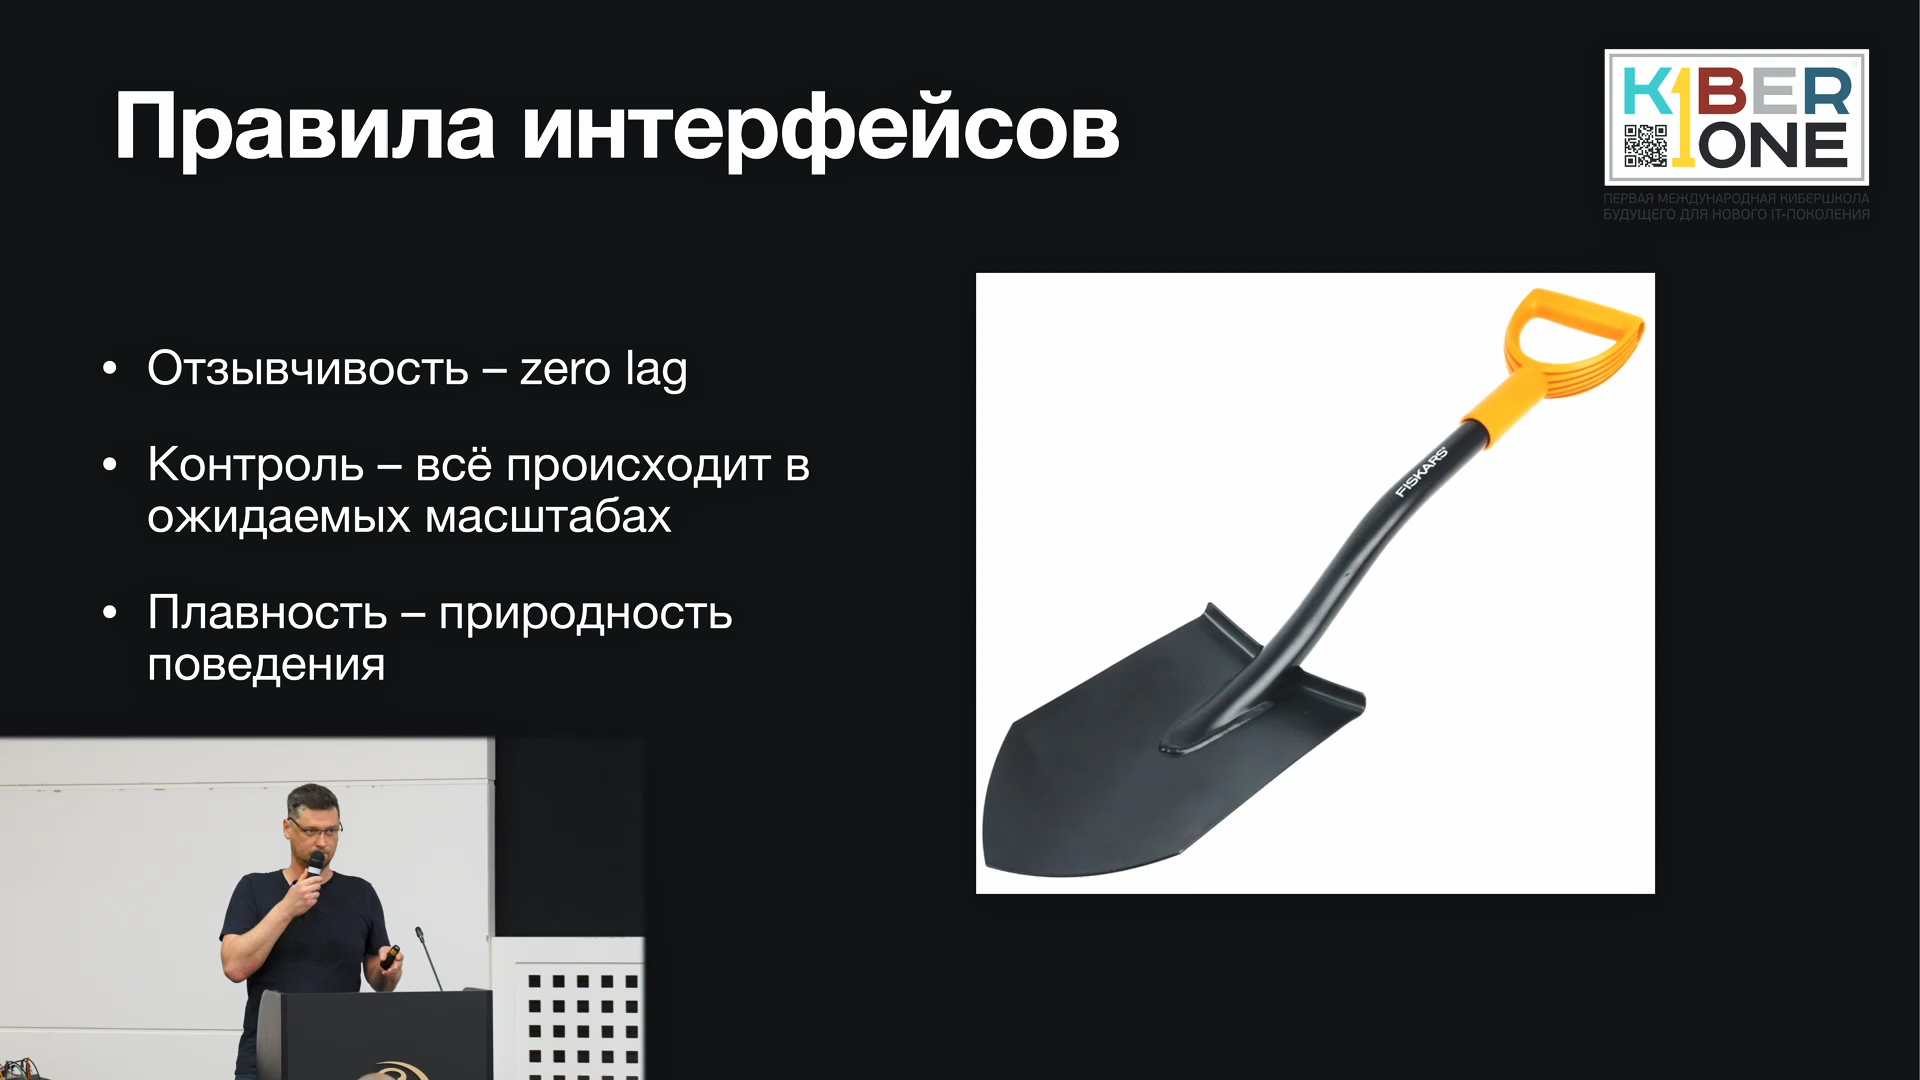 Правила интерфейсов
K1BER
ONE
ПЕРВАЯ МЕЖДУНАРОДНАЯ КИБЕРШКОЛА
БУДУЩЕГО ДЛЯ НОВОГО IT-ПОКОЛЕНИЯ
• Отзывчивость – zero lag
• Контроль – всё происходит в
ожидаемых масштабах
• Плавность – природность
поведения
FISKARS